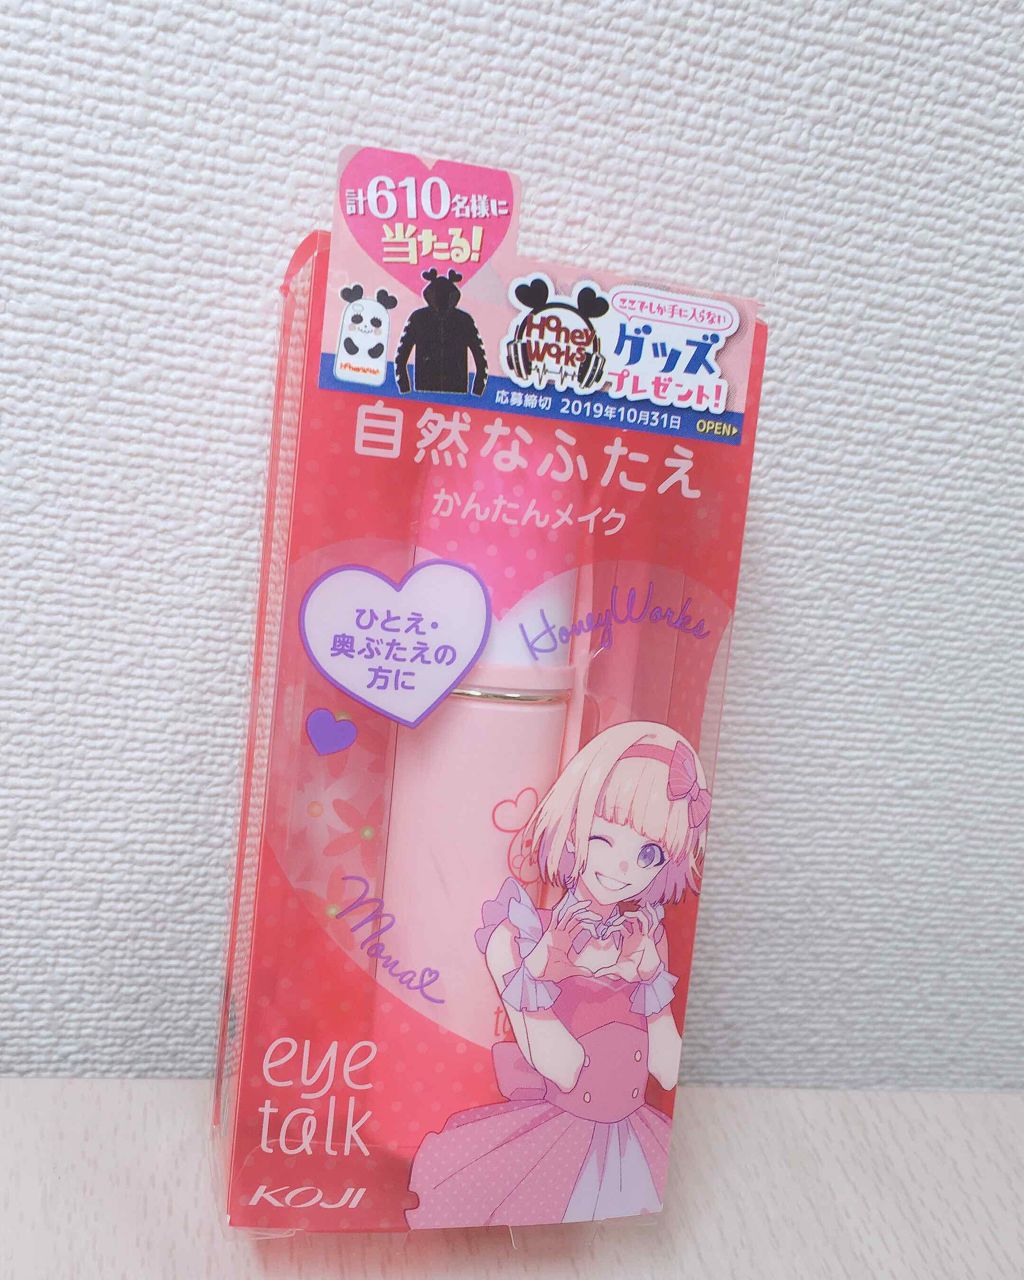 計610名様に
当たる!
Honey
Works
ここでしか手に入らない
グッズ
プレゼント!
応募締切 2019年10月31日 OPEN▶
自然なふたえ
かんたんメイク
ひとえ・
奥ぶたえの
方に
HoneyWorks
Mona
eye
talk
KOJI